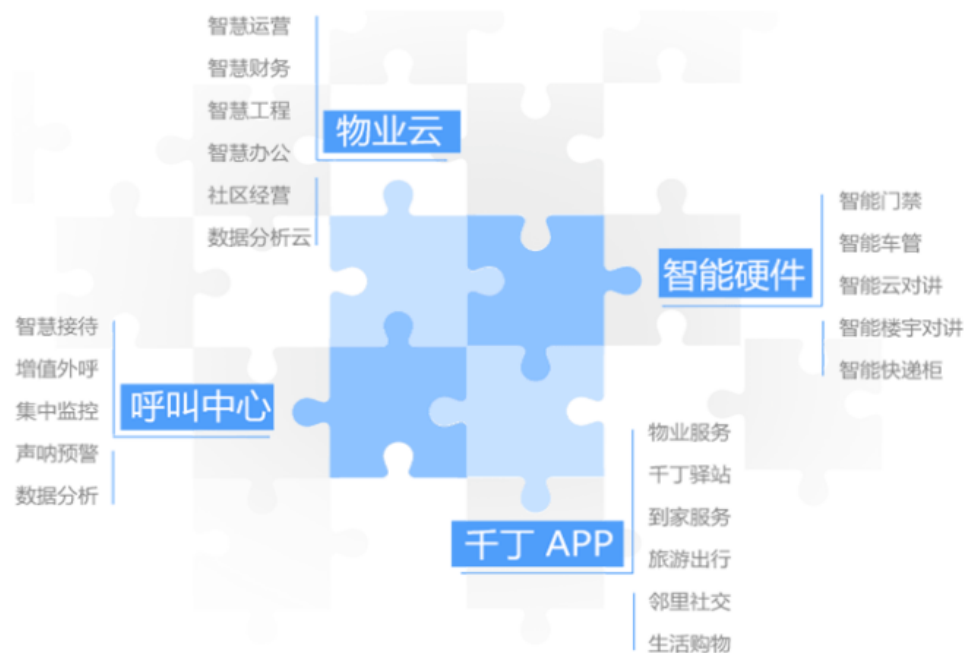 智慧运营
智慧财务
智慧工程
智慧办公
社区经营
数据分析云
物业云
智能硬件
智能门禁
智能车管
智能云对讲
智能楼宇对讲
智能快递柜
智慧接待
增值外呼
集中监控
声呐预警
数据分析
呼叫中心
千丁 APP
物业服务
千丁驿站
到家服务
旅游出行
邻里社交
生活购物